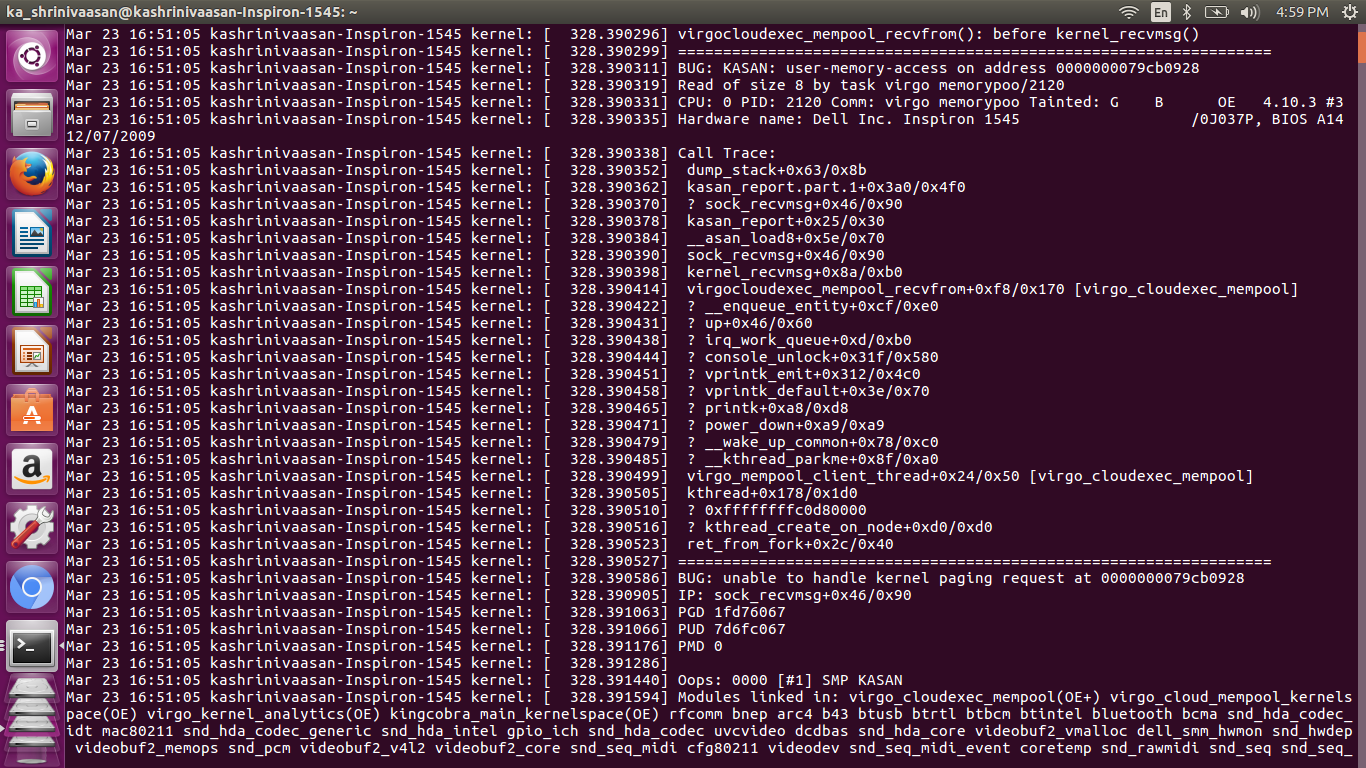 ka_shrinivaasan@kashrinivaasan-Inspiron-1545: ~
En
4:59 PM
Mar 23 16:51:05 kashrinivaasan-Inspiron-1545 kernel: [  328.390296] virgocloudexec_mempool_recvfrom(): before kernel_recvmsg()
Mar 23 16:51:05 kashrinivaasan-Inspiron-1545 kernel: [  328.390299] ==================================================================
Mar 23 16:51:05 kashrinivaasan-Inspiron-1545 kernel: [  328.390311] BUG: KASAN: user-memory-access on address 0000000079cb0928
Mar 23 16:51:05 kashrinivaasan-Inspiron-1545 kernel: [  328.390319] Read of size 8 by task virgo memorypoo/2120
Mar 23 16:51:05 kashrinivaasan-Inspiron-1545 kernel: [  328.390331] CPU: 0 PID: 2120 Comm: virgo memorypoo Tainted: G    B      OE   4.10.3 #3
Mar 23 16:51:05 kashrinivaasan-Inspiron-1545 kernel: [  328.390335] Hardware name: Dell Inc. Inspiron 1545                   /0J037P, BIOS A14
12/07/2009
Mar 23 16:51:05 kashrinivaasan-Inspiron-1545 kernel: [  328.390338] Call Trace:
Mar 23 16:51:05 kashrinivaasan-Inspiron-1545 kernel: [  328.390352]  dump_stack+0x63/0x8b
Mar 23 16:51:05 kashrinivaasan-Inspiron-1545 kernel: [  328.390362]  kasan_report.part.1+0x3a0/0x4f0
Mar 23 16:51:05 kashrinivaasan-Inspiron-1545 kernel: [  328.390370]  ? sock_recvmsg+0x46/0x90
Mar 23 16:51:05 kashrinivaasan-Inspiron-1545 kernel: [  328.390378]  kasan_report+0x25/0x30
Mar 23 16:51:05 kashrinivaasan-Inspiron-1545 kernel: [  328.390384]  __asan_load8+0x5e/0x70
Mar 23 16:51:05 kashrinivaasan-Inspiron-1545 kernel: [  328.390390]  sock_recvmsg+0x46/0x90
Mar 23 16:51:05 kashrinivaasan-Inspiron-1545 kernel: [  328.390398]  kernel_recvmsg+0x8a/0xb0
Mar 23 16:51:05 kashrinivaasan-Inspiron-1545 kernel: [  328.390414]  virgocloudexec_mempool_recvfrom+0xf8/0x170 [virgo_cloudexec_mempool]
Mar 23 16:51:05 kashrinivaasan-Inspiron-1545 kernel: [  328.390422]  ? __enqueue_entity+0xcf/0xe0
Mar 23 16:51:05 kashrinivaasan-Inspiron-1545 kernel: [  328.390431]  ? up+0x46/0x60
Mar 23 16:51:05 kashrinivaasan-Inspiron-1545 kernel: [  328.390438]  ? irq_work_queue+0xd/0xb0
Mar 23 16:51:05 kashrinivaasan-Inspiron-1545 kernel: [  328.390444]  ? console_unlock+0x31f/0x580
Mar 23 16:51:05 kashrinivaasan-Inspiron-1545 kernel: [  328.390451]  ? vprintk_emit+0x312/0x4c0
Mar 23 16:51:05 kashrinivaasan-Inspiron-1545 kernel: [  328.390458]  ? vprintk_default+0x3e/0x70
Mar 23 16:51:05 kashrinivaasan-Inspiron-1545 kernel: [  328.390465]  ? printk+0xa8/0xd8
Mar 23 16:51:05 kashrinivaasan-Inspiron-1545 kernel: [  328.390471]  ? power_down+0xa9/0xa9
Mar 23 16:51:05 kashrinivaasan-Inspiron-1545 kernel: [  328.390479]  ? __wake_up_common+0x78/0xc0
Mar 23 16:51:05 kashrinivaasan-Inspiron-1545 kernel: [  328.390485]  ? __kthread_parkme+0x8f/0xa0
Mar 23 16:51:05 kashrinivaasan-Inspiron-1545 kernel: [  328.390499]  virgo_mempool_client_thread+0x24/0x50 [virgo_cloudexec_mempool]
Mar 23 16:51:05 kashrinivaasan-Inspiron-1545 kernel: [  328.390505]  kthread+0x178/0x1d0
Mar 23 16:51:05 kashrinivaasan-Inspiron-1545 kernel: [  328.390510]  ? 0xffffffffc0d80000
Mar 23 16:51:05 kashrinivaasan-Inspiron-1545 kernel: [  328.390516]  ? kthread_create_on_node+0xd0/0xd0
Mar 23 16:51:05 kashrinivaasan-Inspiron-1545 kernel: [  328.390523]  ret_from_fork+0x2c/0x40
Mar 23 16:51:05 kashrinivaasan-Inspiron-1545 kernel: [  328.390527] ==================================================================
Mar 23 16:51:05 kashrinivaasan-Inspiron-1545 kernel: [  328.390586] BUG: unable to handle kernel paging request at 0000000079cb0928
Mar 23 16:51:05 kashrinivaasan-Inspiron-1545 kernel: [  328.390905] IP: sock_recvmsg+0x46/0x90
Mar 23 16:51:05 kashrinivaasan-Inspiron-1545 kernel: [  328.391063] PGD 1fd76067
Mar 23 16:51:05 kashrinivaasan-Inspiron-1545 kernel: [  328.391066] PUD 7d6fc067
Mar 23 16:51:05 kashrinivaasan-Inspiron-1545 kernel: [  328.391176] PMD 0
Mar 23 16:51:05 kashrinivaasan-Inspiron-1545 kernel: [  328.391286]
Mar 23 16:51:05 kashrinivaasan-Inspiron-1545 kernel: [  328.391440] Oops: 0000 [#1] SMP KASAN
Mar 23 16:51:05 kashrinivaasan-Inspiron-1545 kernel: [  328.391594] Modules linked in: virgo_cloudexec_mempool(OE+) virgo_cloud_mempool_kernels
pace(OE) virgo_kernel_analytics(OE) kingcobra_main_kernelspace(OE) rfcomm bnep arc4 b43 btusb btrtl btbcm btintel bluetooth bcma snd_hda_codec_
idt mac80211 snd_hda_codec_generic snd_hda_intel gpio_ich snd_hda_codec uvcvideo dcdbas snd_hda_core videobuf2_vmalloc dell_smm_hwmon snd_hwdep
 videobuf2_memops snd_pcm videobuf2_v4l2 videobuf2_core snd_seq_midi cfg80211 videodev snd_seq_midi_event coretemp snd_rawmidi snd_seq snd_seq_